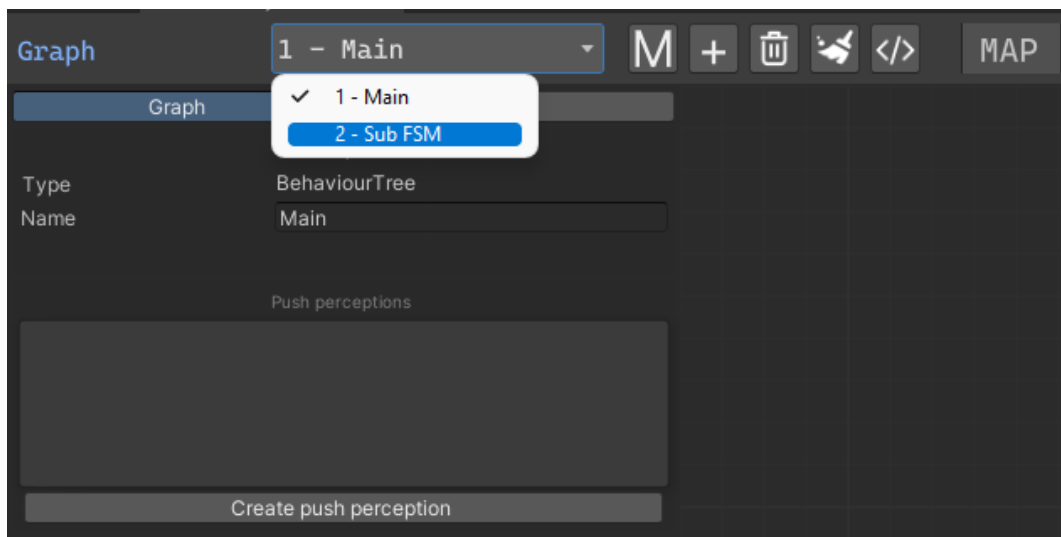 Graph
1 – Main
M
+
</>
MAP
✓ 1 - Main
2 - Sub FSM
Graph
Type BehaviourTree
Name Main
Push perceptions
Create push perception